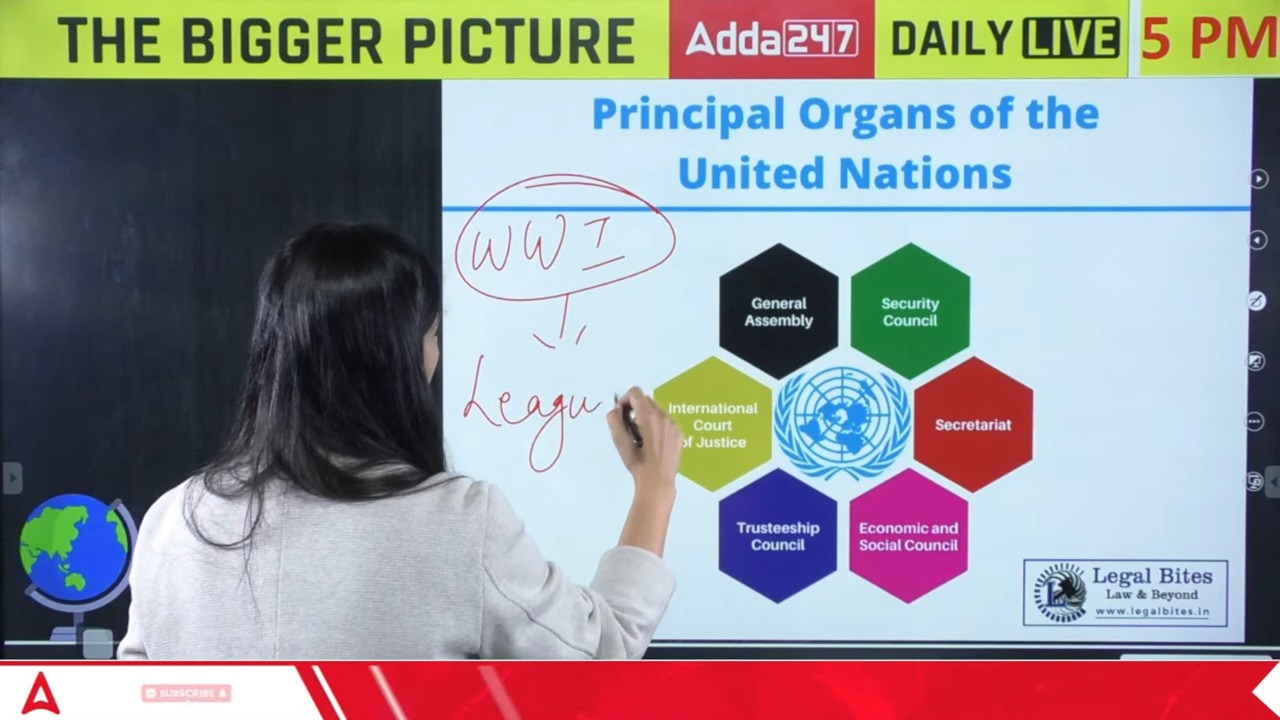 THE BIGGER PICTURE
Adda247
DAILY LIVE
5 PM
Principal Organs of the
United Nations
WW I
Leagu
General
Assembly
Security
Council
International
Court
of Justice
Secretariat
Trusteeship
Council
Economic and
Social Council
Legal Bites
Law & Beyond
www.legalbites.in
SUBSCRIBE